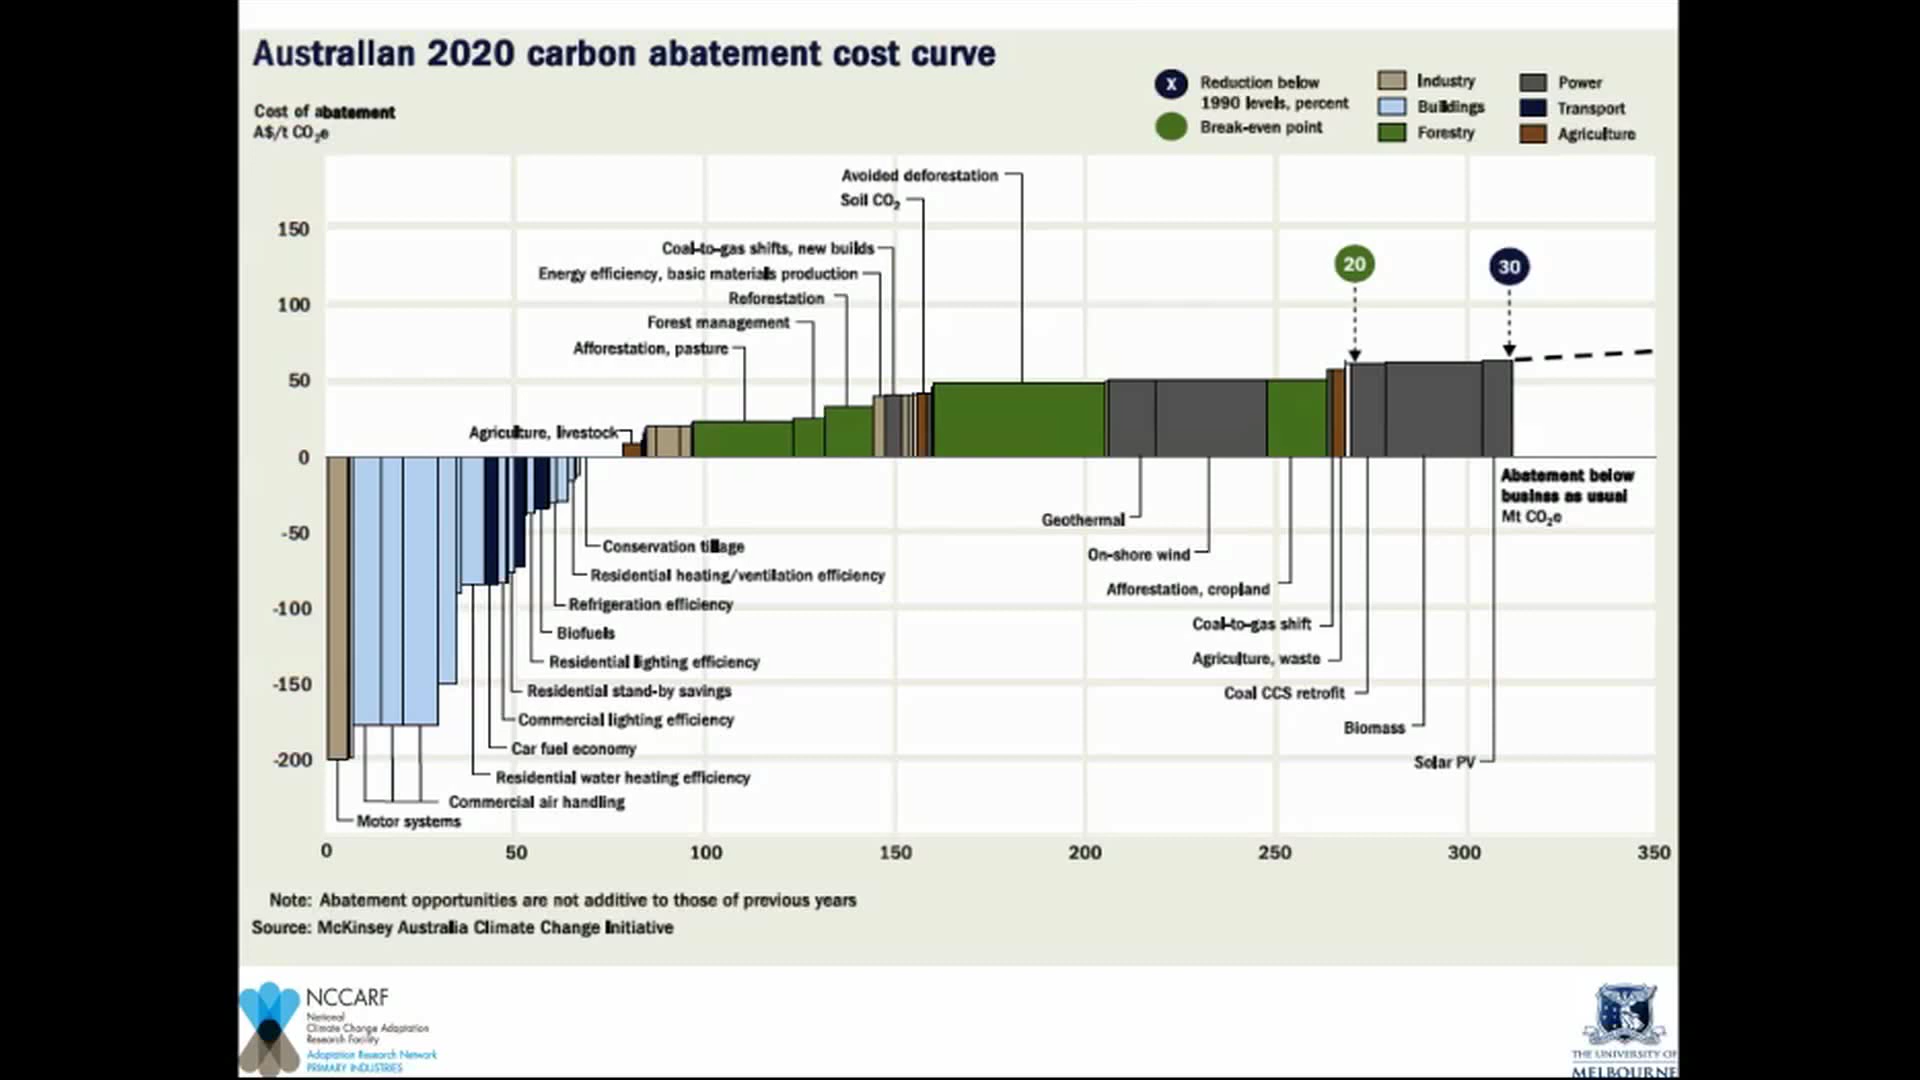 Australian 2020 carbon abatement cost curve
Cost of abatement
A$/t CO₂e
X Reduction below
1990 levels, percent
Break-even point
Industry
Buildings
Forestry
Power
Transport
Agriculture
Avoided deforestation
Soil CO₂
Coal-to-gas shifts, new builds
Energy efficiency, basic materials production
Reforestation
Forest management
Afforestation, pasture
Agriculture, livestock
20
30
150
100
50
0
-50
-100
-150
-200
Abatement below
businss as usual
Mt CO₂e
Geothermal
On-shore wind
Afforestation, cropland
Coal-to-gas shift
Agriculture, waste
Coal CCS retrofit
Biomass
Solar PV
Conservation tillage
Residential heating/ventilation efficiency
Refrigeration efficiency
Biofuels
Residential lighting efficiency
Residential stand-by savings
Commercial lighting efficiency
Car fuel economy
Residential water heating efficiency
Commercial air handling
Motor systems
0 50 100 150 200 250 300 350
Note: Abatement opportunities are not additive to those of previous years
Source: McKinsey Australia Climate Change Initiative
NCCARF
National
Climate Change Adaptation
Research Facility
Adaptation Research Network
PRIMARY INDUSTRIES
THE UNIVERSITY OF
MELBOURNE